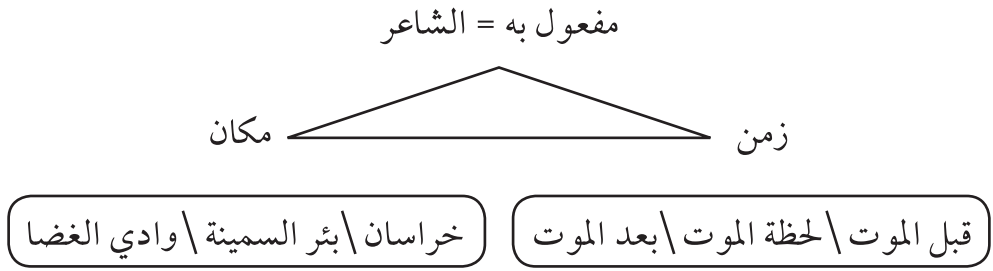 مفعول به = الشاعر
زمن
مكان
قبل الموت \ لحظة الموت \ بعد الموت
خراسان \ بئر السمينة \ وادي الغضا